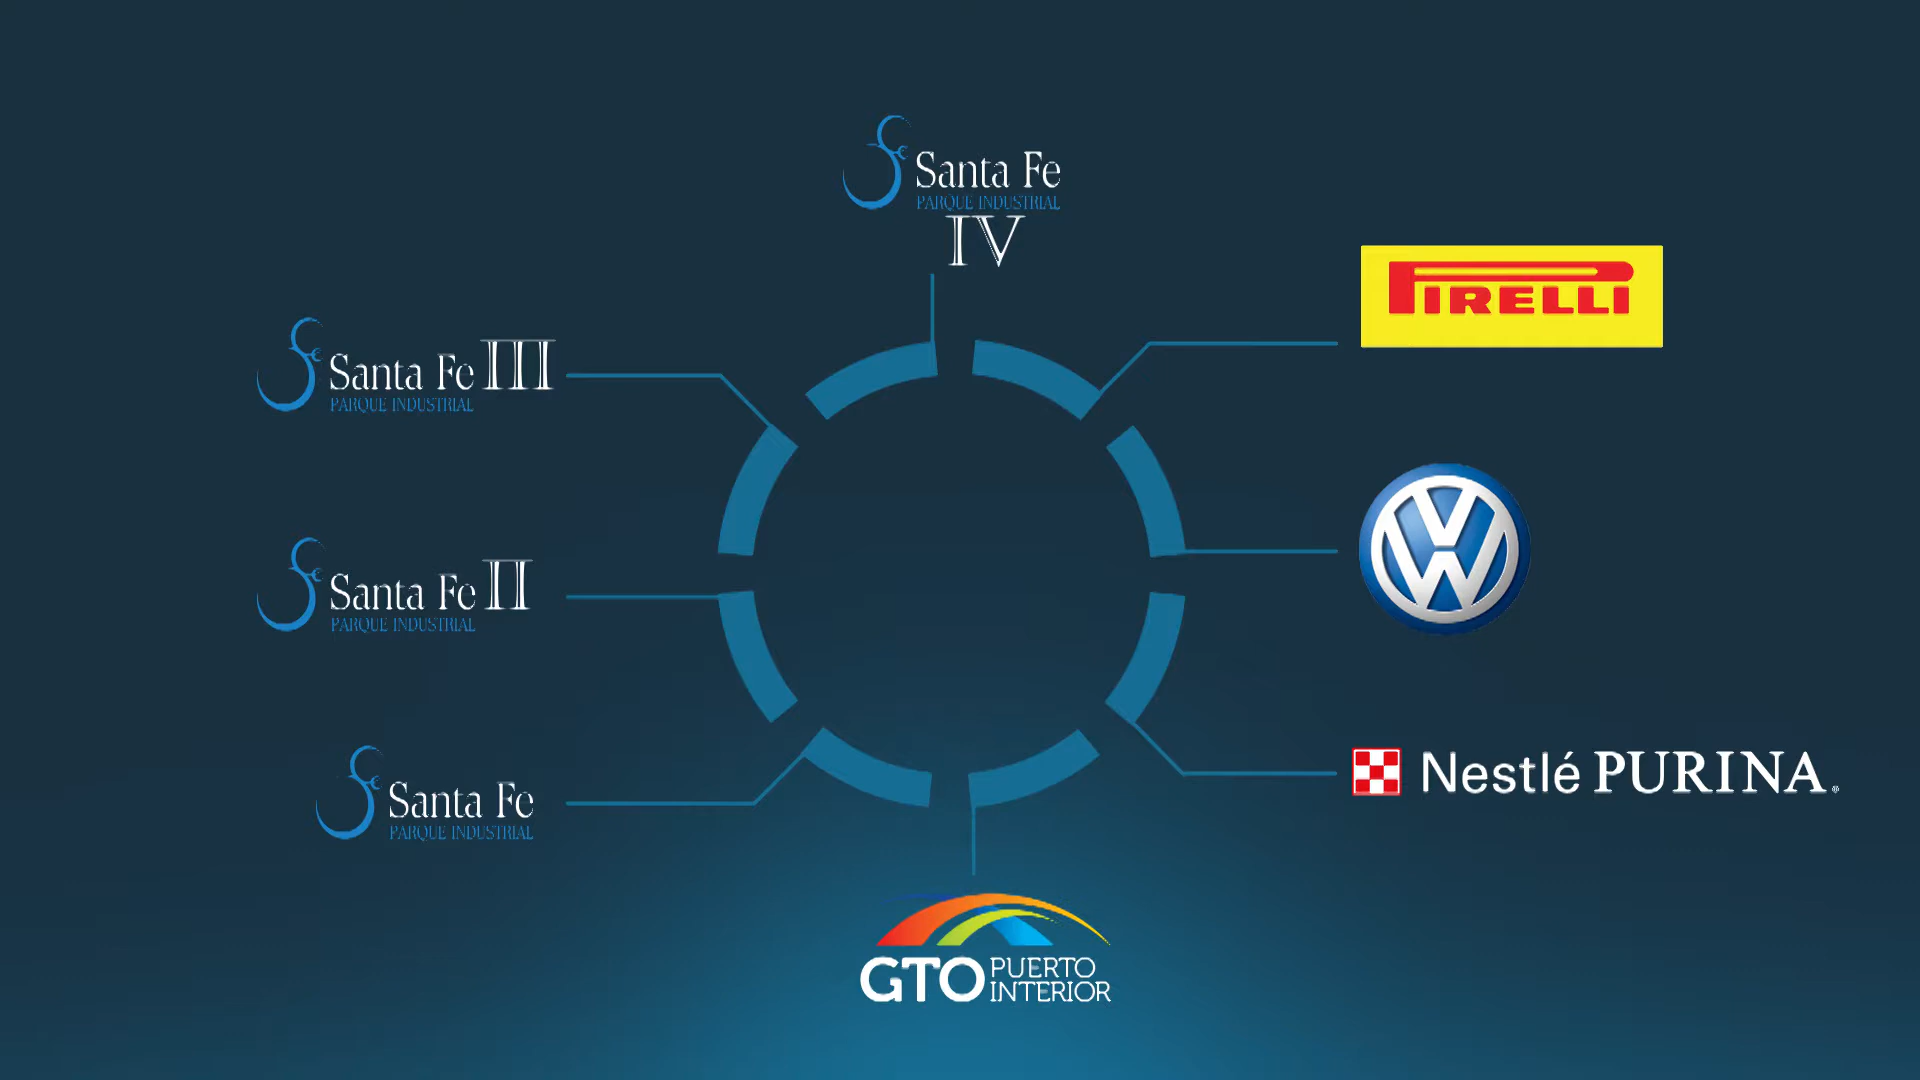 Santa Fe
PARQUE INDUSTRIAL
IV
PIRELLI
Santa Fe III
PARQUE INDUSTRIAL
VW
Santa Fe II
PARQUE INDUSTRIAL
Nestlé PURINA®
Santa Fe
PARQUE INDUSTRIAL
GTO PUERTO
INTERIOR